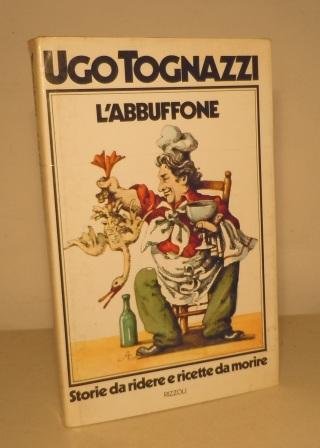 UGO TOGNAZZI
L'ABBUFFONE
Storie da ridere e ricette da morire
RIZZOLI